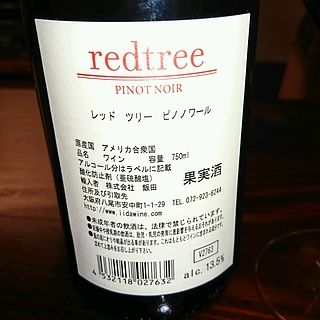 redtree
PINOT NOIR
レッド ツリー ピノノワール
原産国 アメリカ合衆国
品名 ワイン 容量 750ml
アルコール分はラベルに記載
酸化防止剤(亜硫酸塩) 果実酒
輸入者 株式会社 飯田
住所及び引取先 TEL 072-923-6244
大阪府八尾市安中町1-1-29
http://www.iidawine.com
●未成年者の飲酒は、法律で禁じられています。
V2763
4 532118 027632
alc. 13.5%